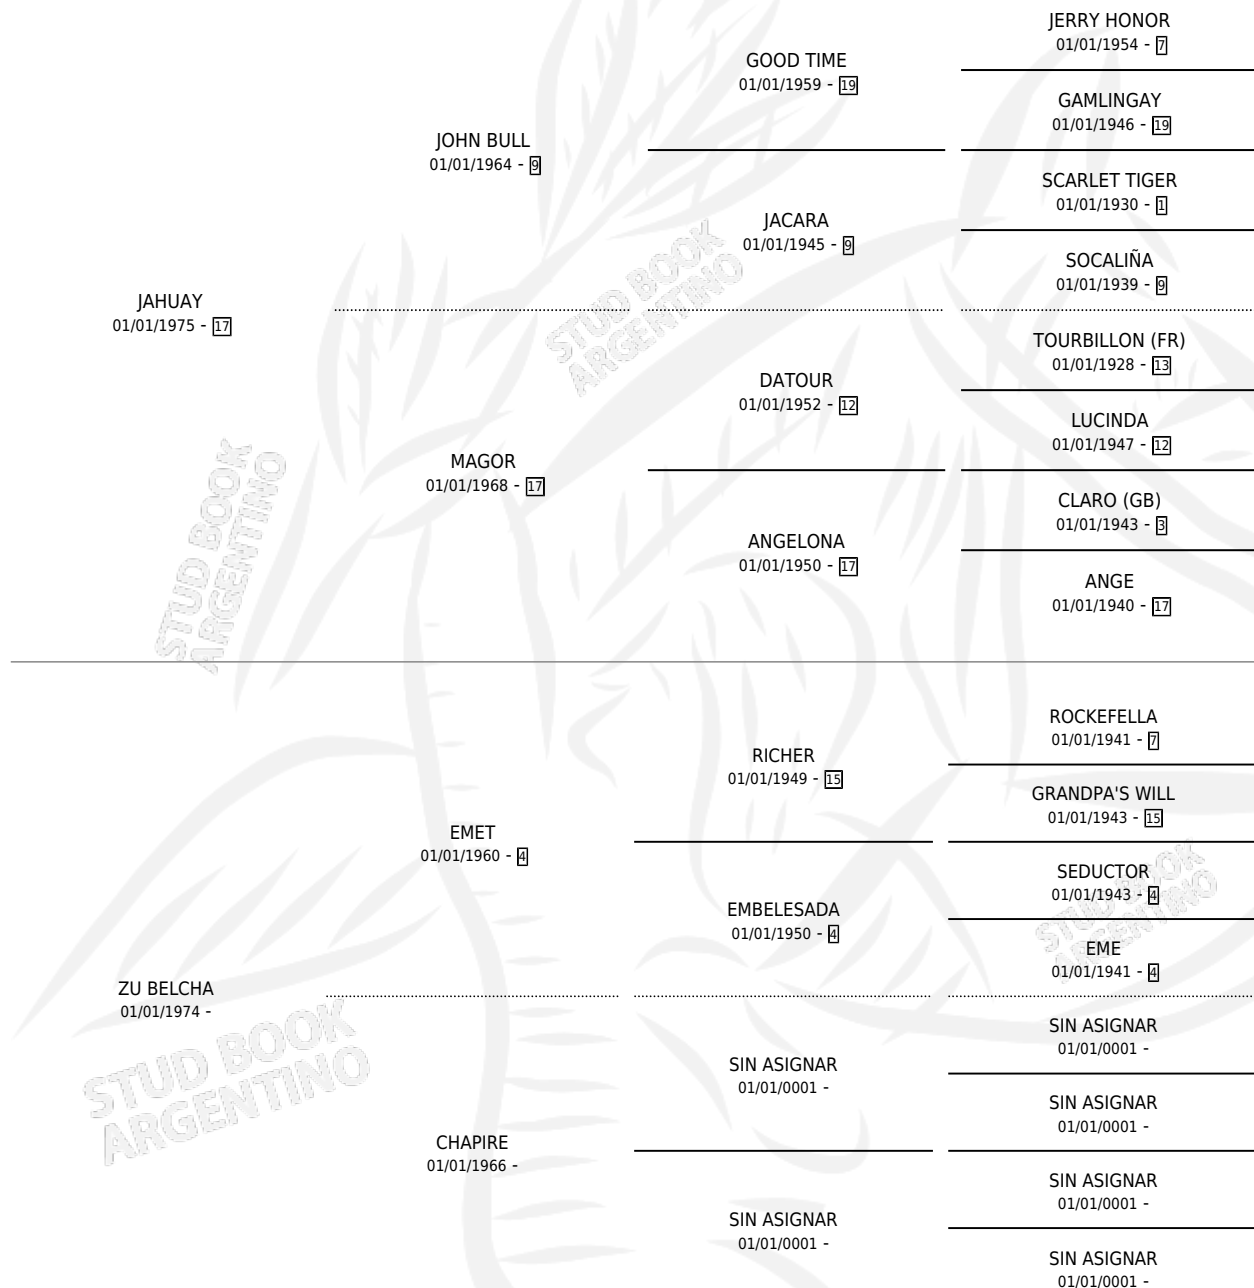 JERRY HONOR
01/01/1954 - 7
GOOD TIME
01/01/1959 - 19
GAMLINGAY
01/01/1946 - 19
JOHN BULL
01/01/1964 - 9
SCARLET TIGER
01/01/1930 - 1
JACARA
01/01/1945 - 9
SOCALIÑA
01/01/1939 - 9
JAHUAY
01/01/1975 - 17
TOURBILLON (FR)
01/01/1928 - 13
DATOUR
01/01/1952 - 12
LUCINDA
01/01/1947 - 12
MAGOR
01/01/1968 - 17
CLARO (GB)
01/01/1943 - 3
ANGELONA
01/01/1950 - 17
ANGE
01/01/1940 - 17
STUD BOOK
ARGENTINO
STUD BOOK
ARGENTINO
ROCKEFELLA
01/01/1941 - 7
RICHER
01/01/1949 - 15
GRANDPA'S WILL
01/01/1943 - 15
EMET
01/01/1960 - 4
SEDUCTOR
01/01/1943 - 4
EMBELESADA
01/01/1950 - 4
EME
01/01/1941 - 4
ZU BELCHA
01/01/1974 -
SIN ASIGNAR
01/01/0001 -
SIN ASIGNAR
01/01/0001 -
SIN ASIGNAR
01/01/0001 -
CHAPIRE
01/01/1966 -
SIN ASIGNAR
01/01/0001 -
SIN ASIGNAR
01/01/0001 -
SIN ASIGNAR
01/01/0001 -
STUD BOOK
ARGENTINO
STUD BOOK
ARGENTINO